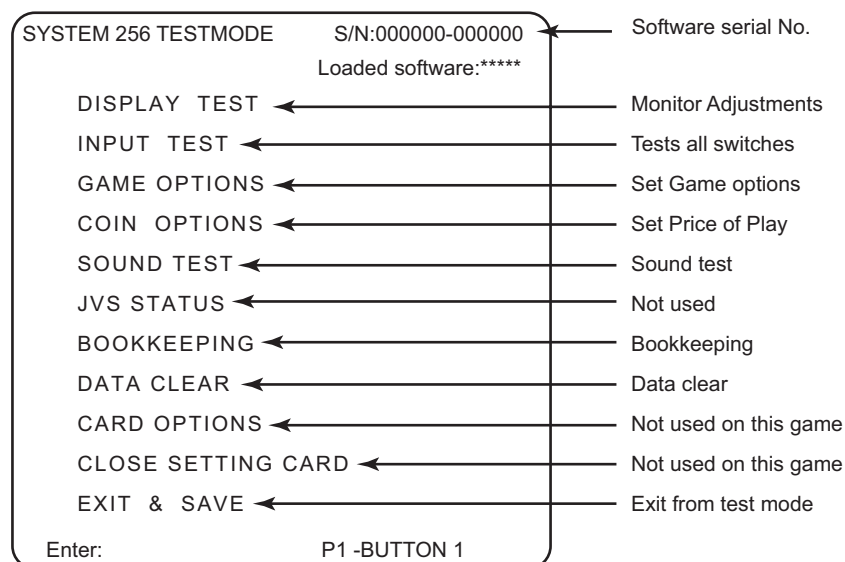 SYSTEM 256 TESTMODE S/N:000000-000000 Software serial No.
Loaded software:*****
DISPLAY TEST Monitor Adjustments
INPUT TEST Tests all switches
GAME OPTIONS Set Game options
COIN OPTIONS Set Price of Play
SOUND TEST Sound test
JVS STATUS Not used
BOOKKEEPING Bookkeeping
DATA CLEAR Data clear
CARD OPTIONS Not used on this game
CLOSE SETTING CARD Not used on this game
EXIT & SAVE Exit from test mode
Enter: P1 -BUTTON 1